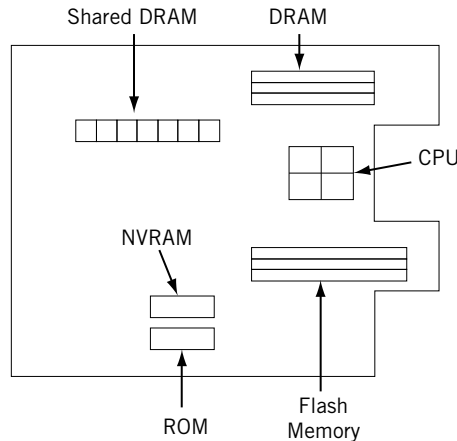 Shared DRAM
DRAM
CPU
NVRAM
ROM
Flash
Memory